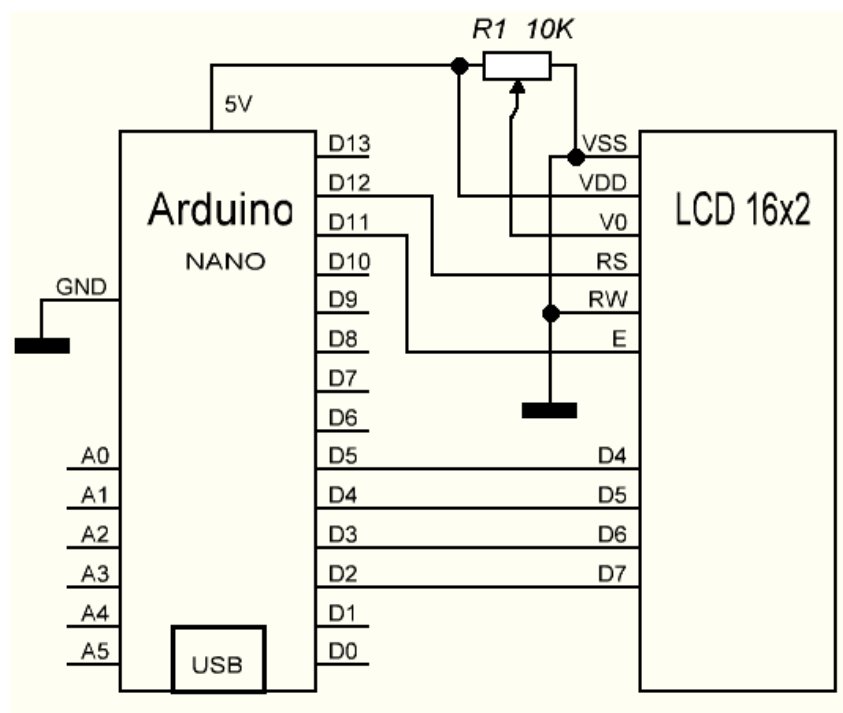 R1 10K
5V
Arduino
NANO
GND
A0
A1
A2
A3
A4
A5
USB
D13
D12
D11
D10
D9
D8
D7
D6
D5
D4
D3
D2
D1
D0
VSS
VDD
V0
RS
RW
E
D4
D5
D6
D7
LCD 16x2